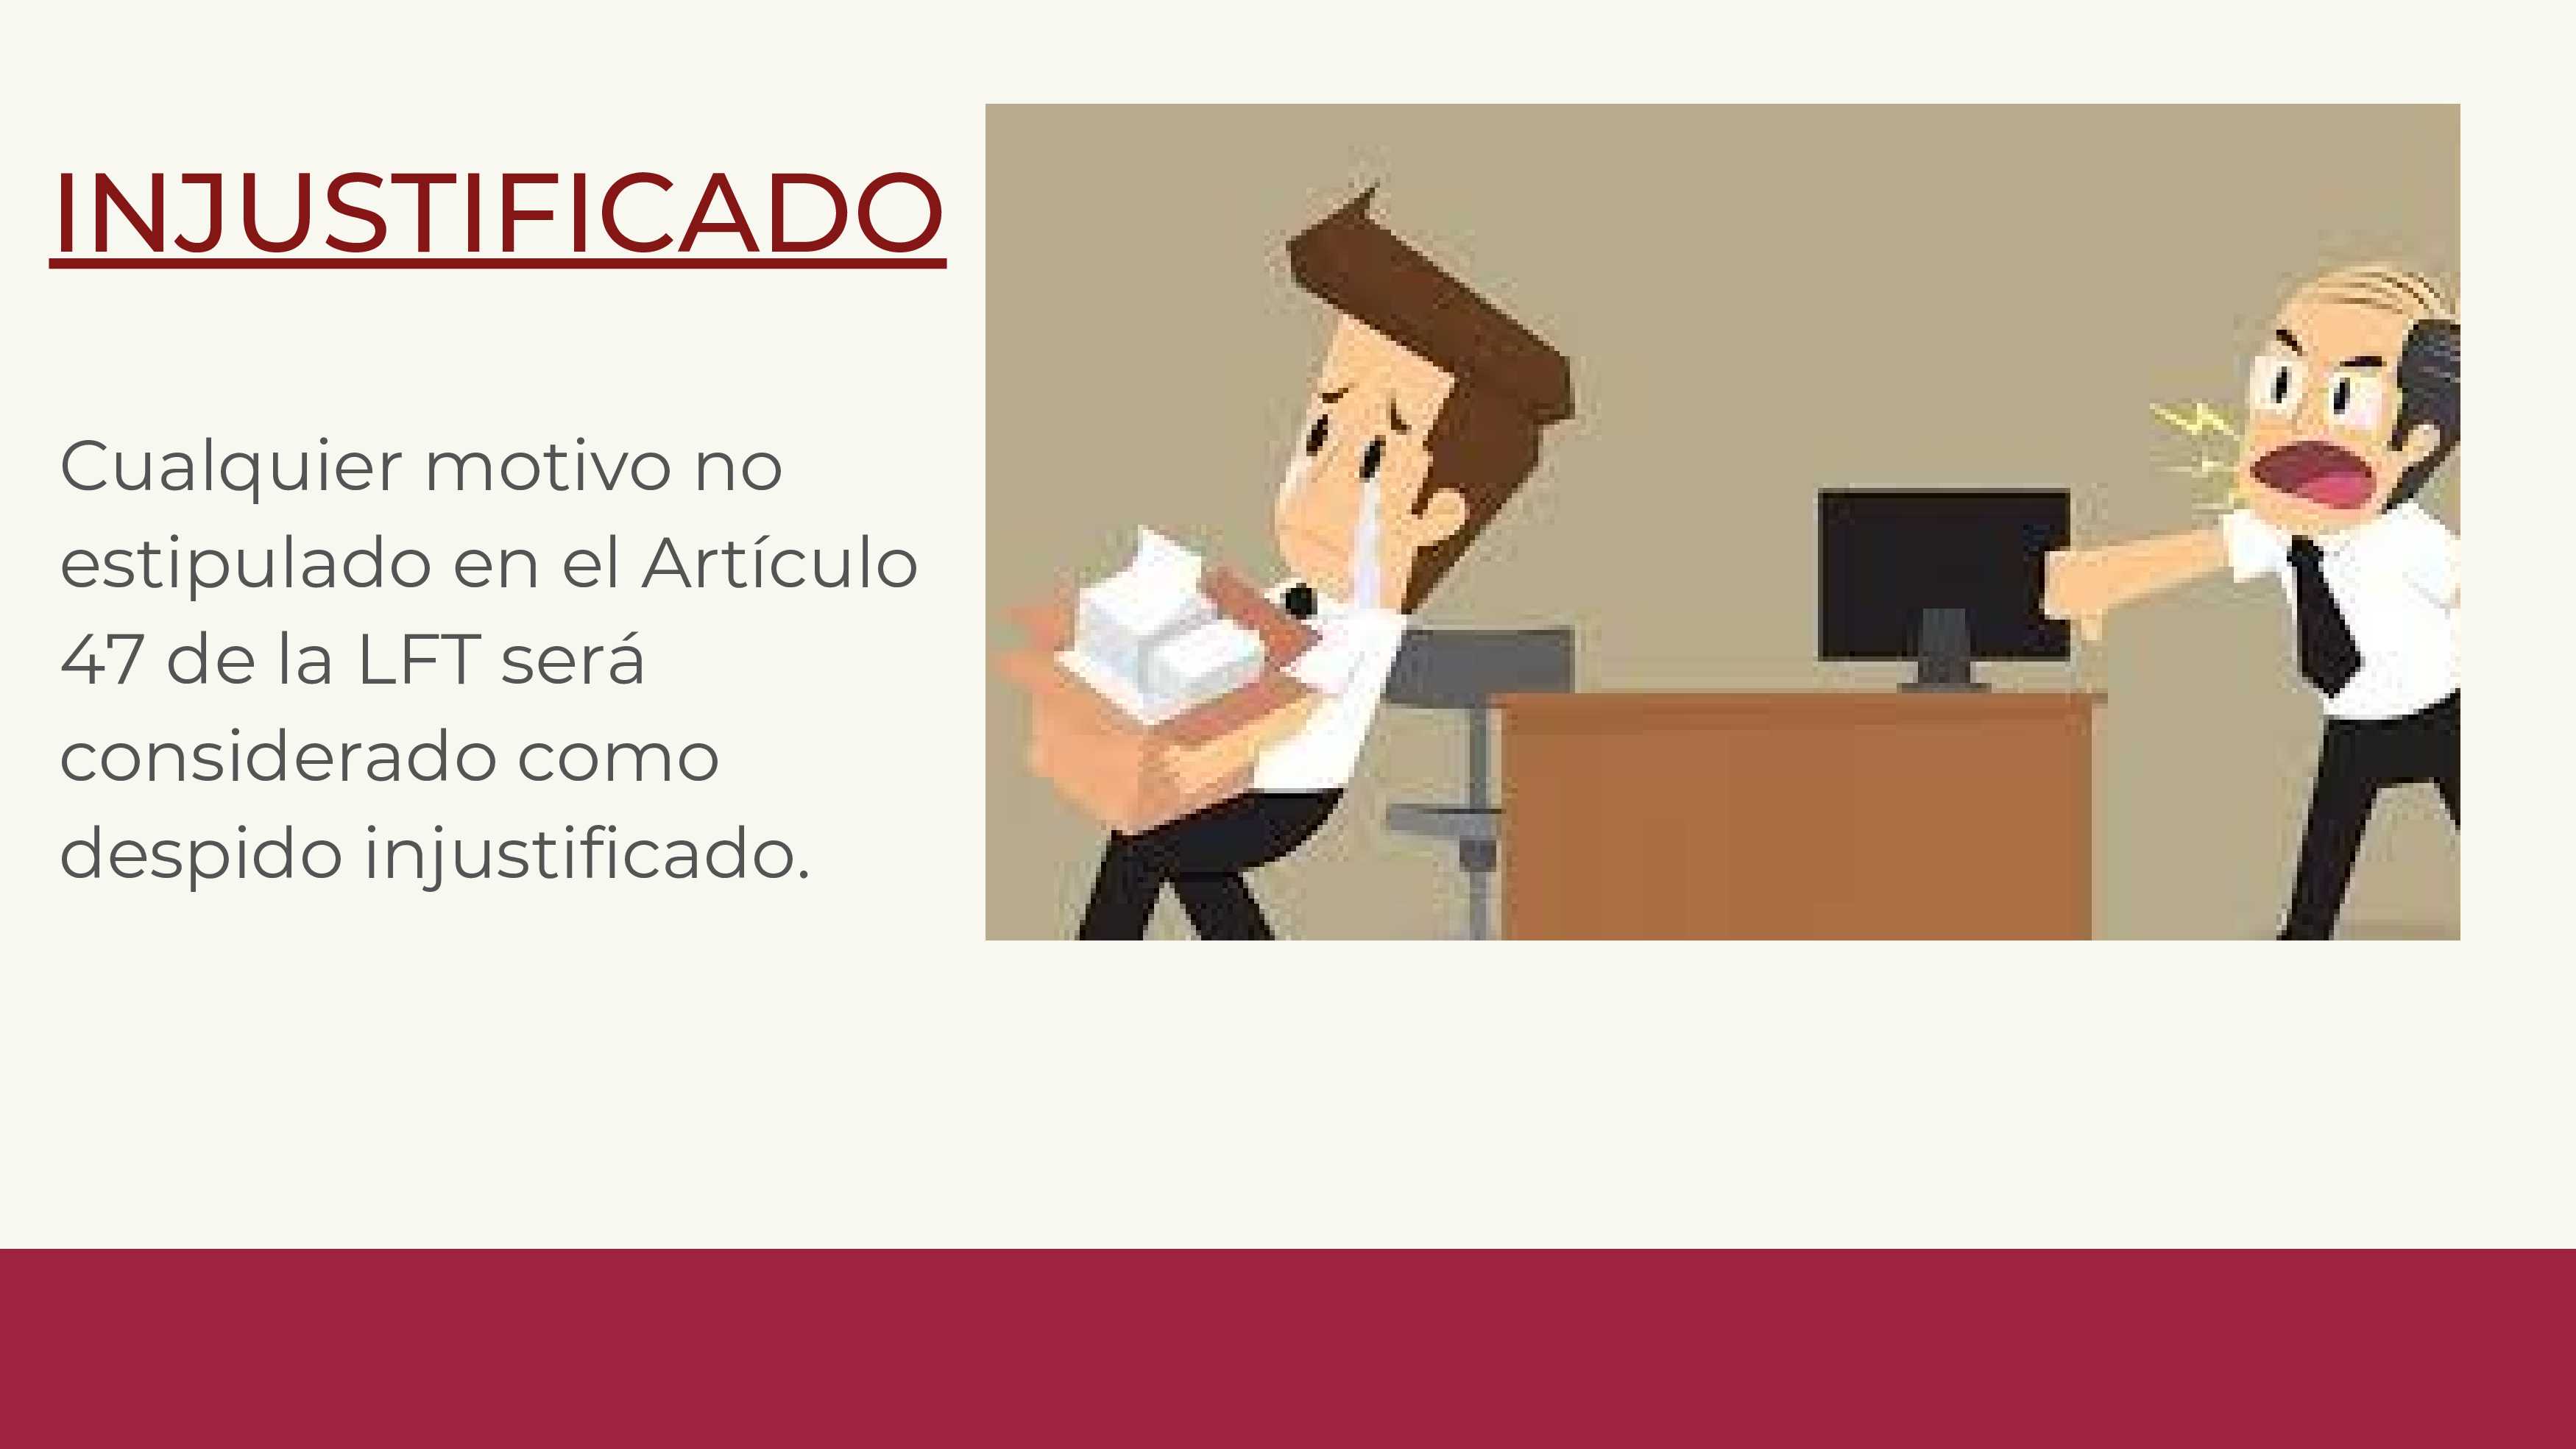 INJUSTIFICADO
Cualquier motivo no
estipulado en el Artículo
47 de la LFT será
considerado como
despido injustificado.